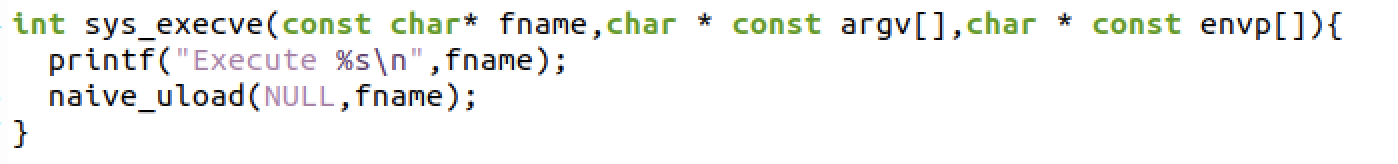 int sys_execve(const char* fname,char * const argv[],char * const envp[]){
  printf("Execute %s\n",fname);
  naive_uload(NULL,fname);
}